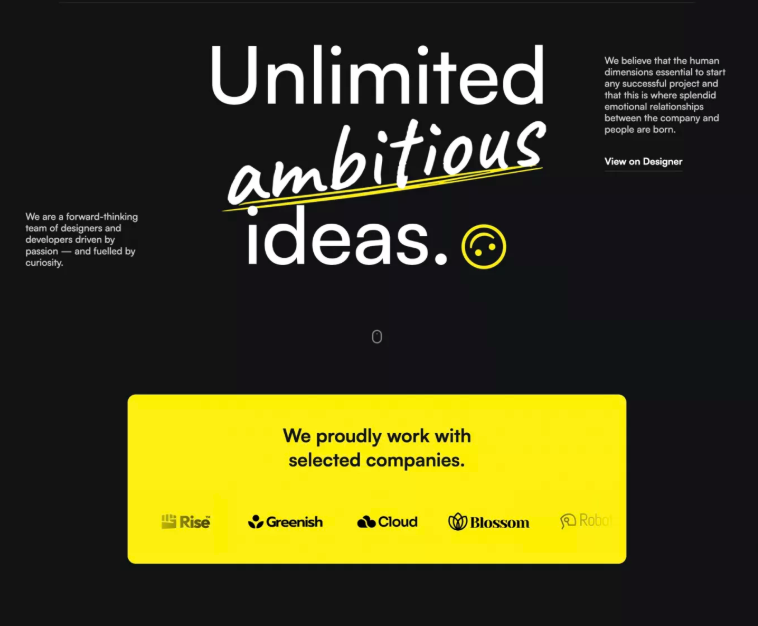 Unlimited
ambitious
ideas.
We believe that the human
dimensions essential to start
any successful project and
that this is where splendid
emotional relationships
between the company and
people are born.
View on Designer
We are a forward-thinking
team of designers and
developers driven by
passion — and fuelled by
curiosity.
We proudly work with
selected companies.
Rise™
Greenish
Cloud
Blossom
Robot